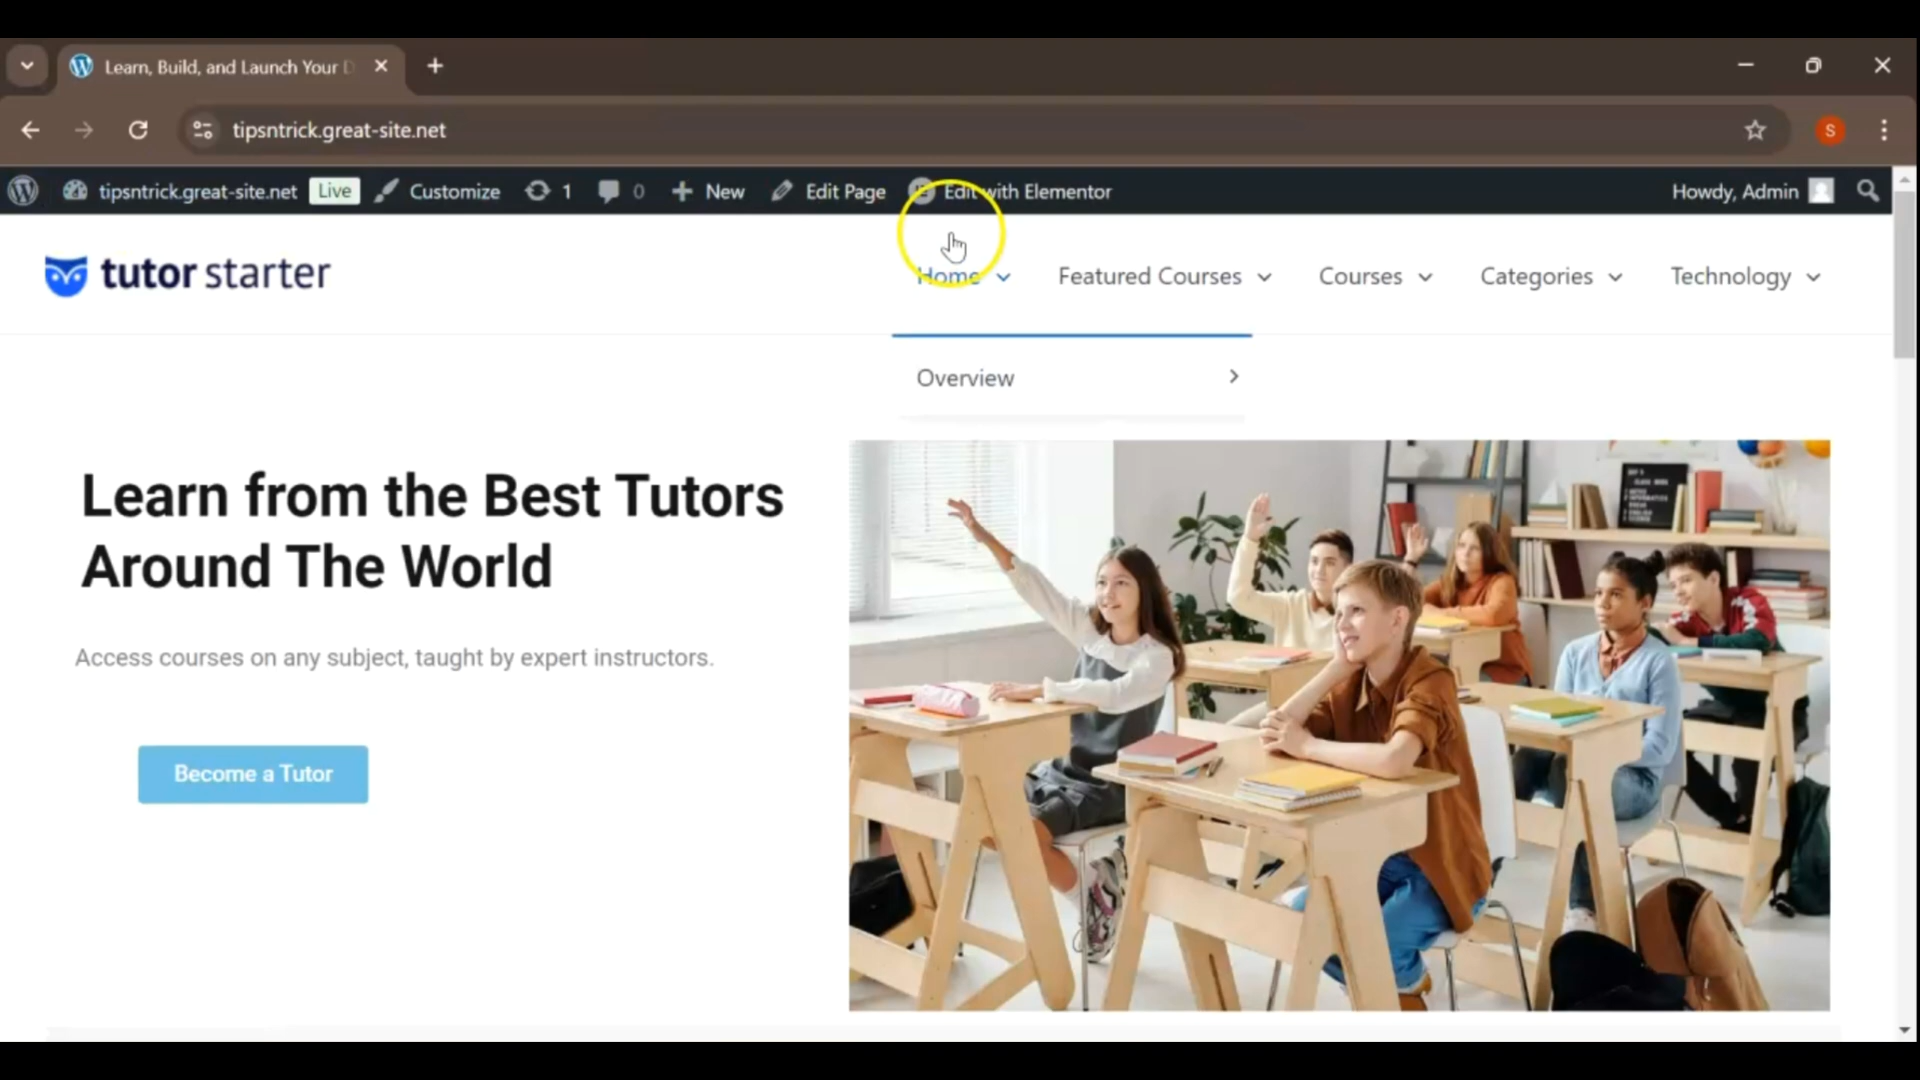 Learn, Build, and Launch Your D
tipsntrick.great-site.net
S
tipsntrick.great-site.net Live Customize 1 0 New Edit Page Edit with Elementor Howdy, Admin
tutor starter
Home Featured Courses Courses Categories Technology
Overview
Learn from the Best Tutors
Around The World
Access courses on any subject, taught by expert instructors.
Become a Tutor